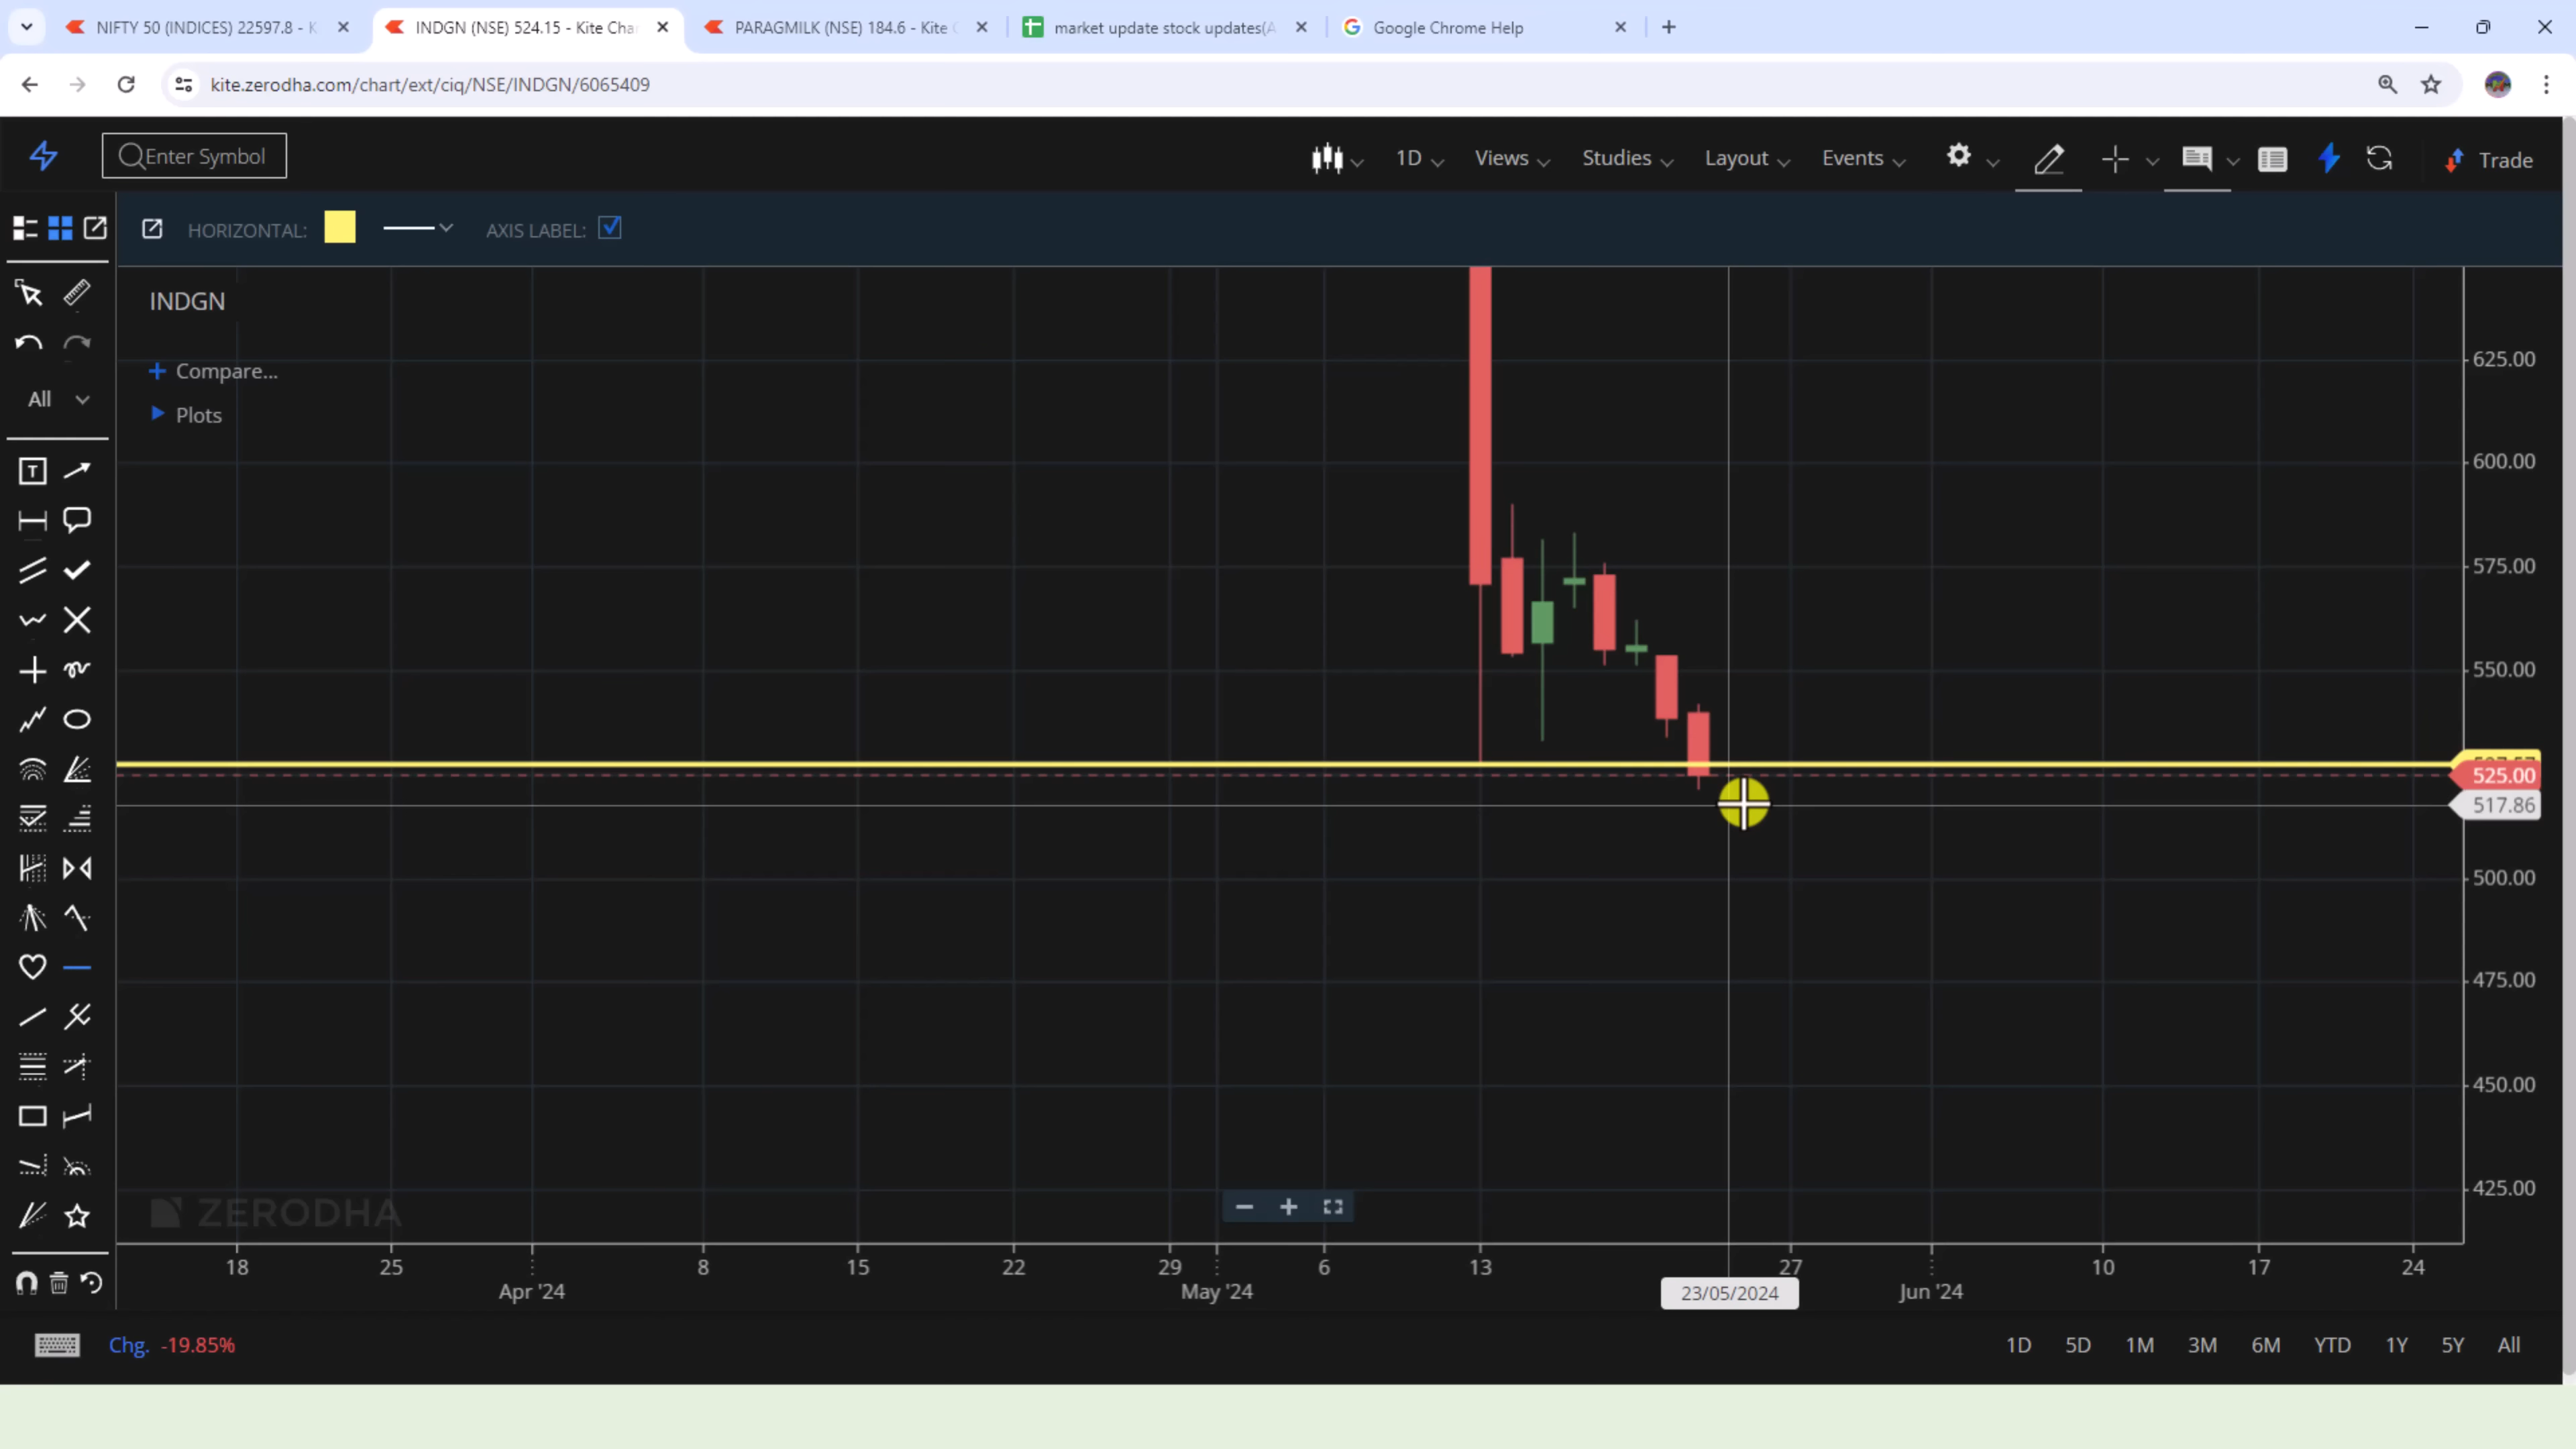 NIFTY 50 (INDICES) 22597.8 - K
INDGN (NSE) 524.15 - Kite Cha
PARAGMILK (NSE) 184.6 - Kite C
market update stock updates(A
Google Chrome Help
kite.zerodha.com/chart/ext/ciq/NSE/INDGN/6065409
Enter Symbol
1D
Views
Studies
Layout
Events
Trade
HORIZONTAL:
AXIS LABEL:
INDGN
Compare...
Plots
All
T
625.00
600.00
575.00
550.00
525.00
517.86
500.00
475.00
450.00
425.00
ZERODHA
18 25 8 15 22 29 6 13 27 10 17 24
Apr '24 May '24 23/05/2024 Jun '24
Chg. -19.85%
1D 5D 1M 3M 6M YTD 1Y 5Y All